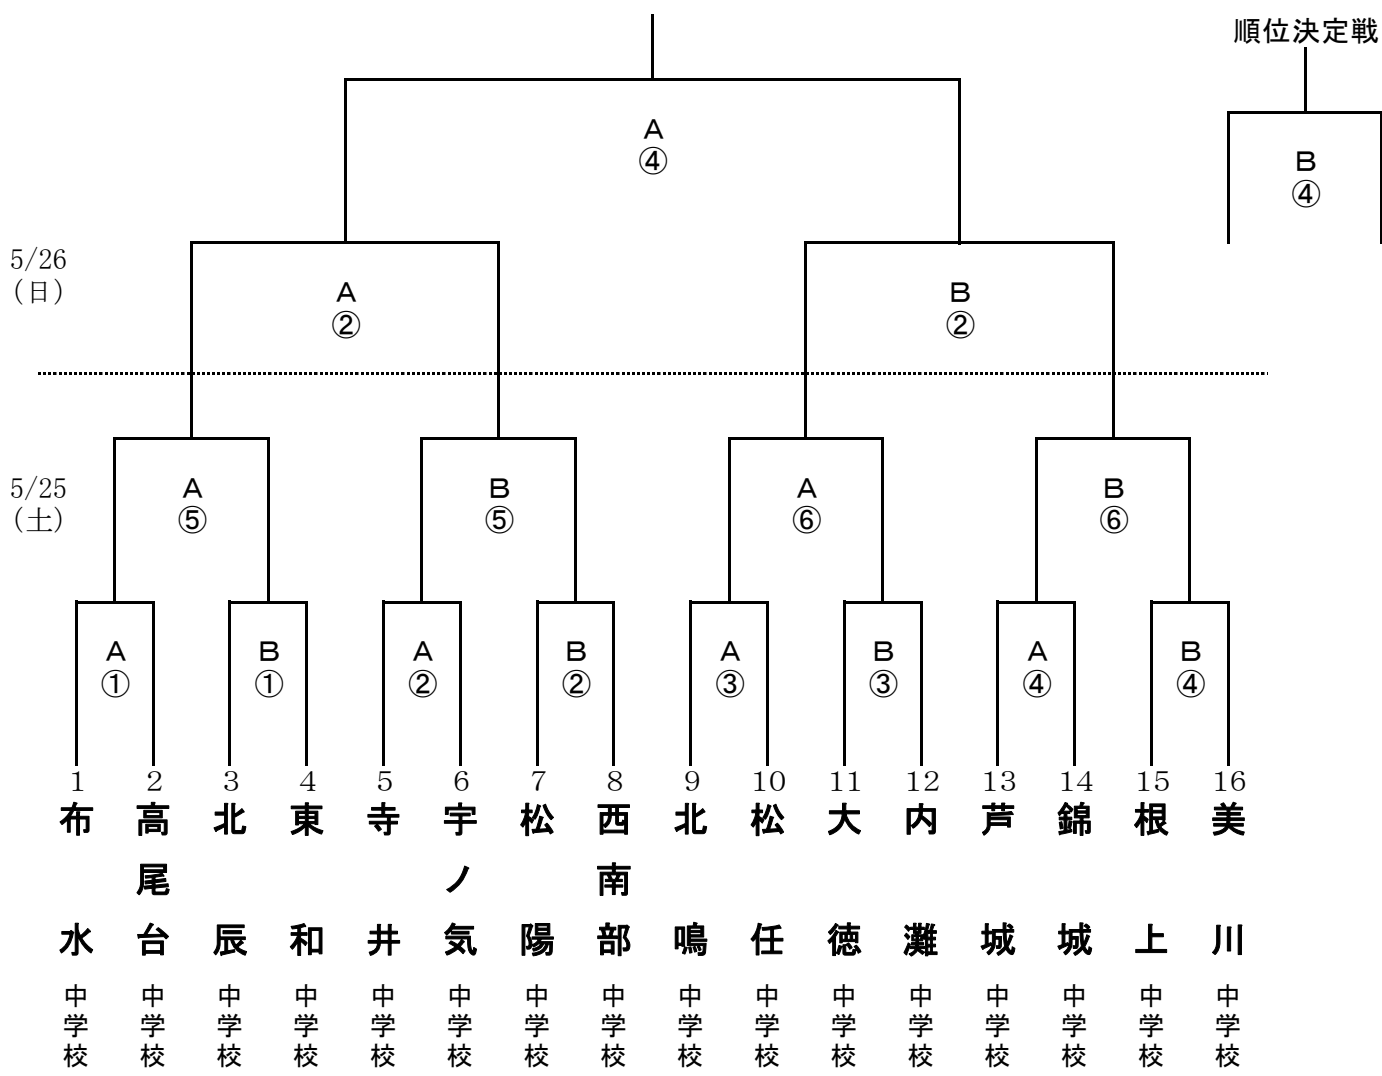 順位決定戦
A
④
B
④
5/26
（日）
A
②
B
②
5/25
（土）
A
⑤
B
⑤
A
⑥
B
⑥
A
①
B
①
A
②
B
②
A
③
B
③
A
④
B
④
1
布水中学校
2
高尾台中学校
3
北辰中学校
4
東和中学校
5
寺井中学校
6
宇ノ気中学校
7
松陽中学校
8
西南部中学校
9
北鳴中学校
10
松任中学校
11
大徳中学校
12
内灘中学校
13
芦城中学校
14
錦城中学校
15
根上中学校
16
美川中学校